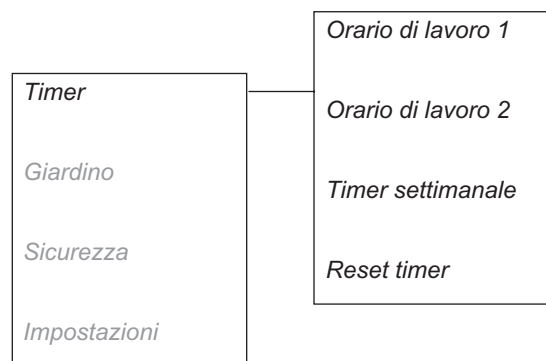 Timer
Giardino
Sicurezza
Impostazioni
Orario di lavoro 1
Orario di lavoro 2
Timer settimanale
Reset timer